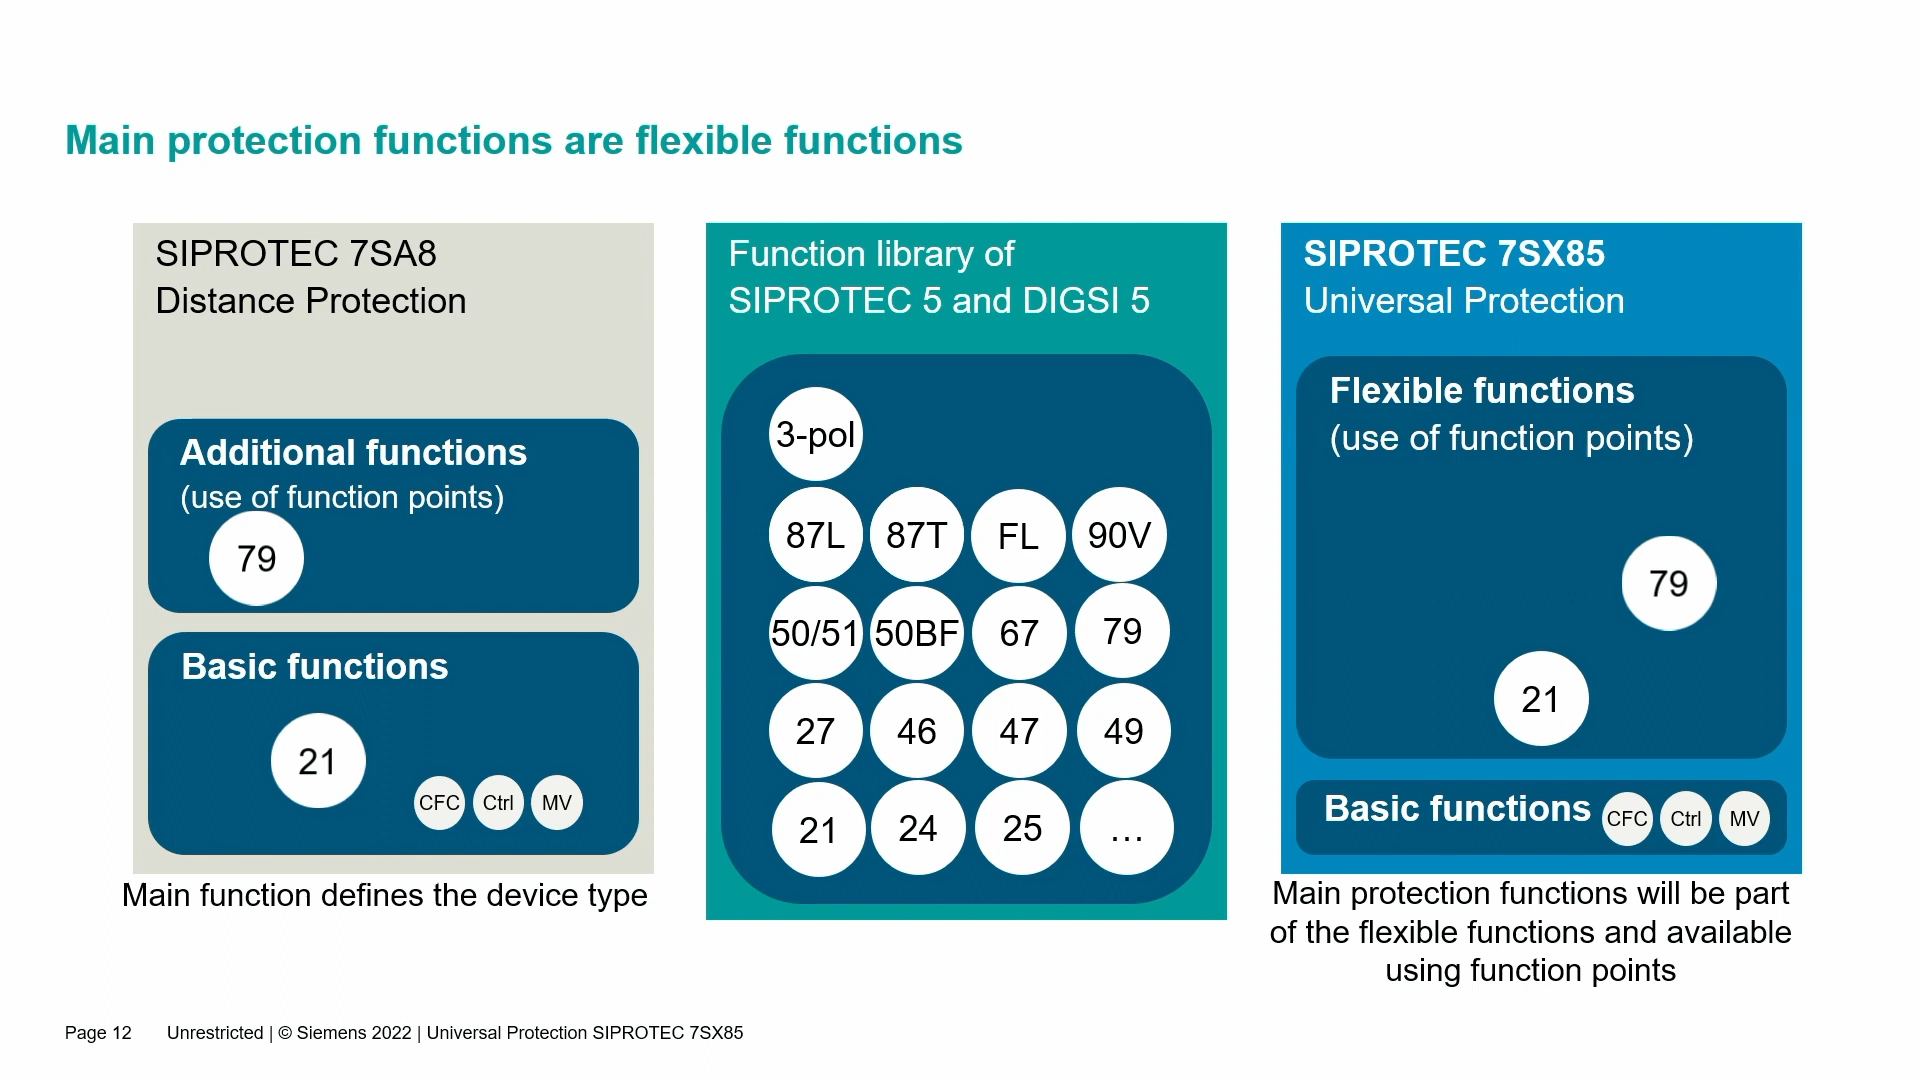 Main protection functions are flexible functions
SIPROTEC 7SA8
Distance Protection
Additional functions
(use of function points)
79
Basic functions
21
CFC Ctrl MV
Main function defines the device type
Function library of
SIPROTEC 5 and DIGSI 5
3-pol
87L 87T FL 90V
50/51 50BF 67 79
27 46 47 49
21 24 25 ...
SIPROTEC 7SX85
Universal Protection
Flexible functions
(use of function points)
79
21
Basic functions CFC Ctrl MV
Main protection functions will be part
of the flexible functions and available
using function points
Page 12 Unrestricted | © Siemens 2022 | Universal Protection SIPROTEC 7SX85